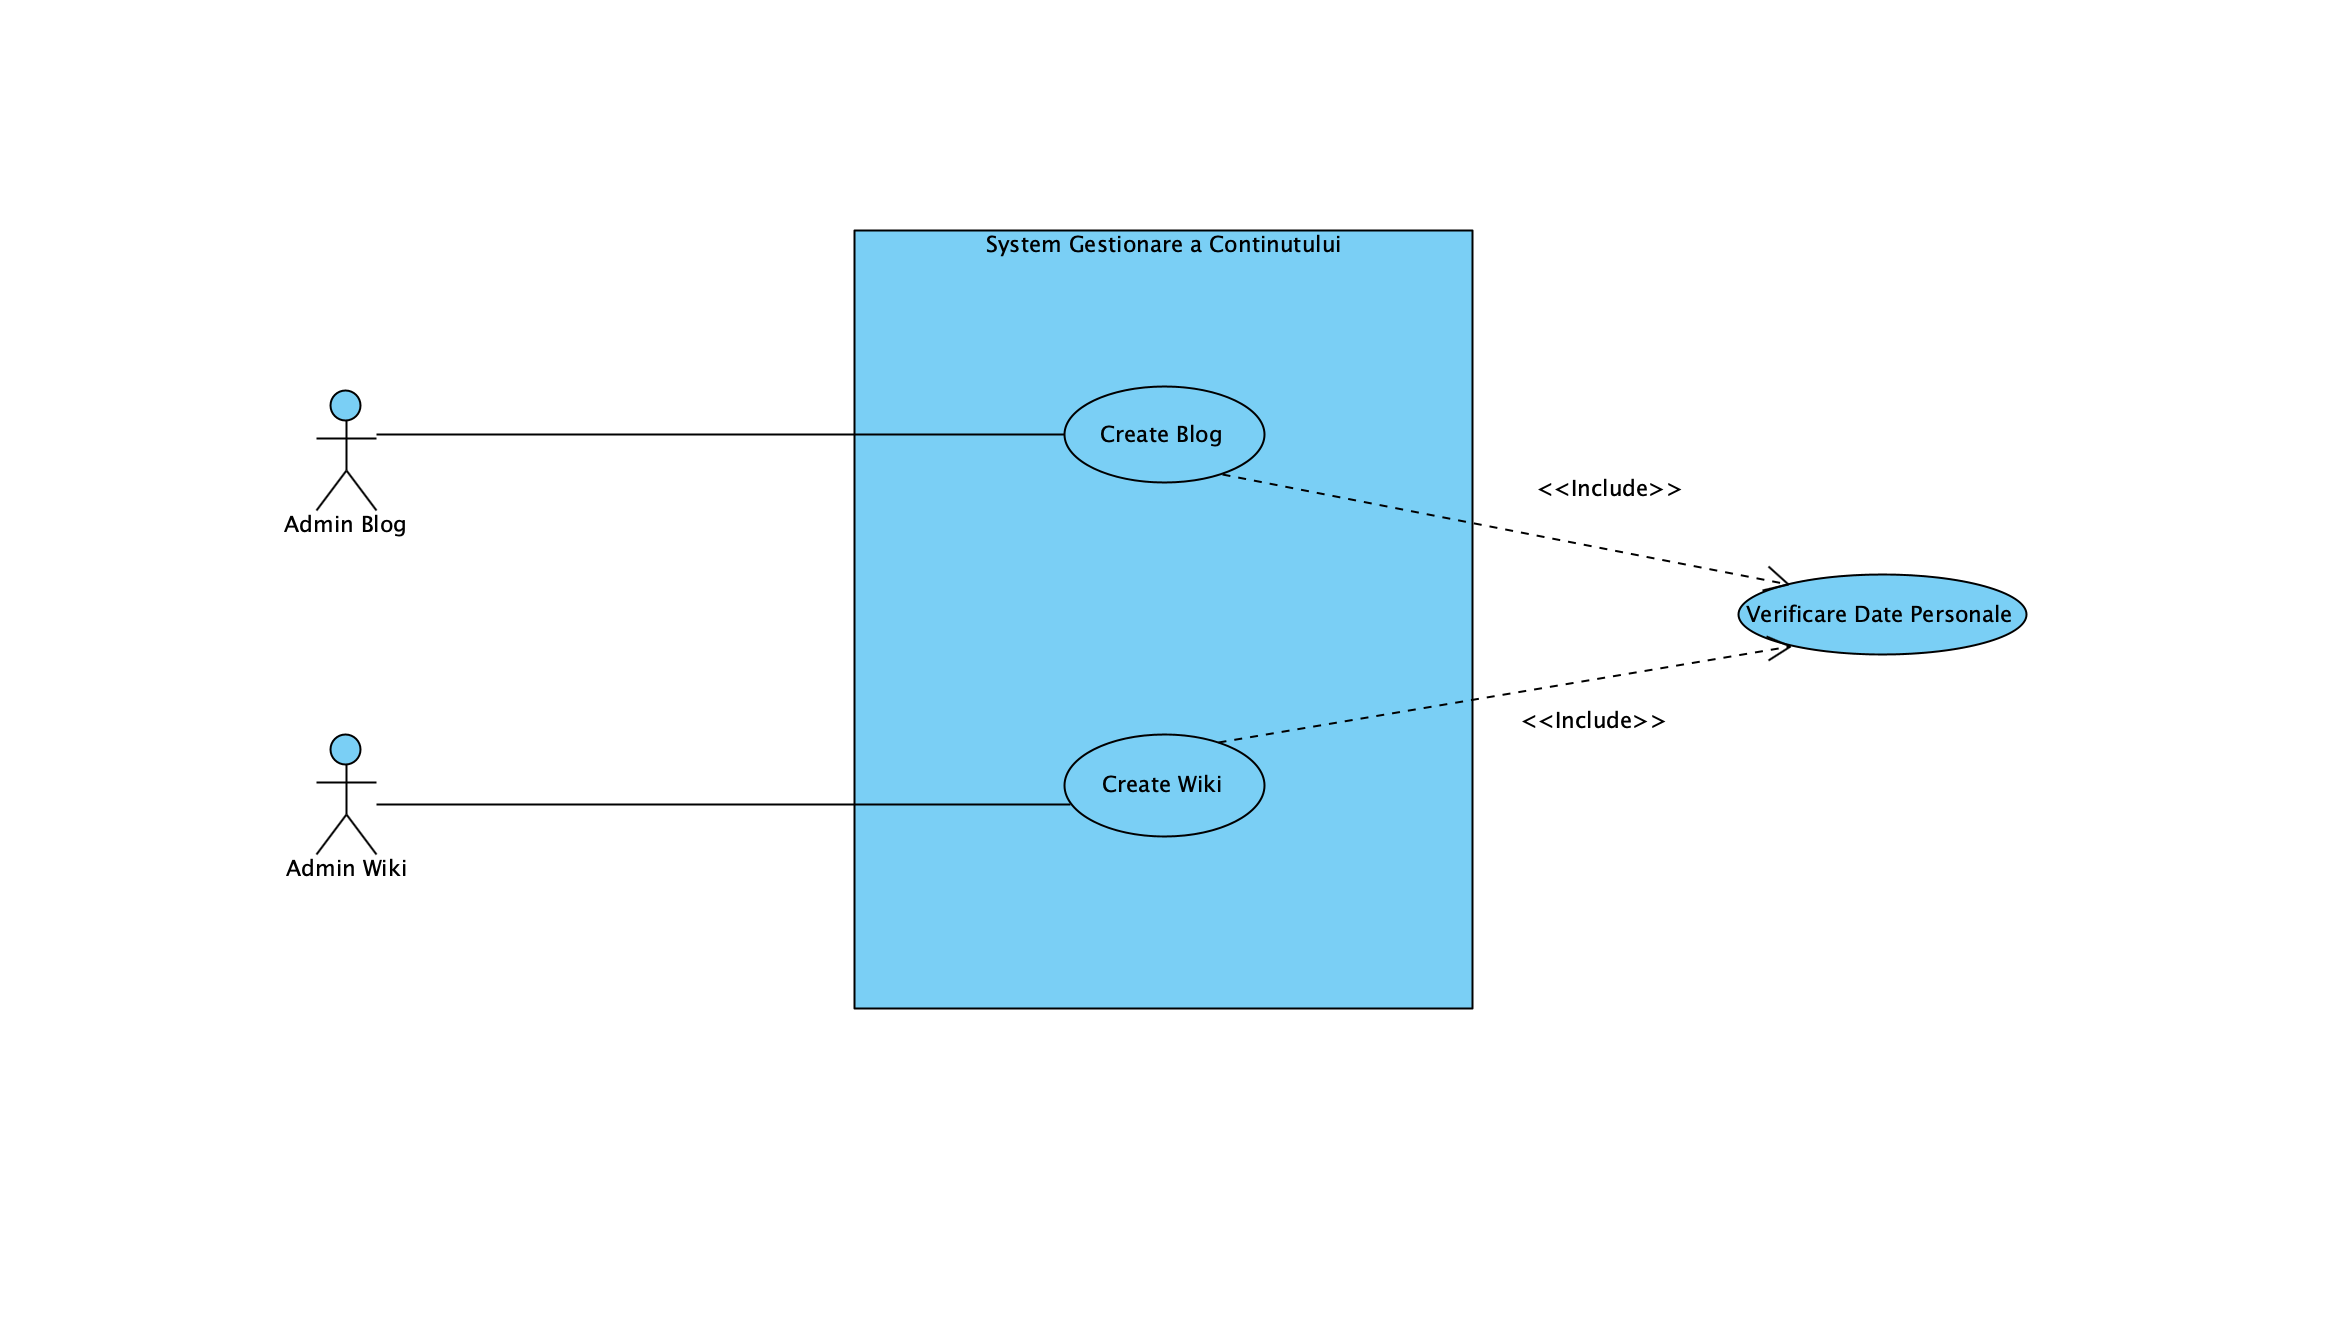 System Gestionare a Continutului
Create Blog
<<Include>>
Admin Blog
Verificare Date Personale
<<Include>>
Create Wiki
Admin Wiki